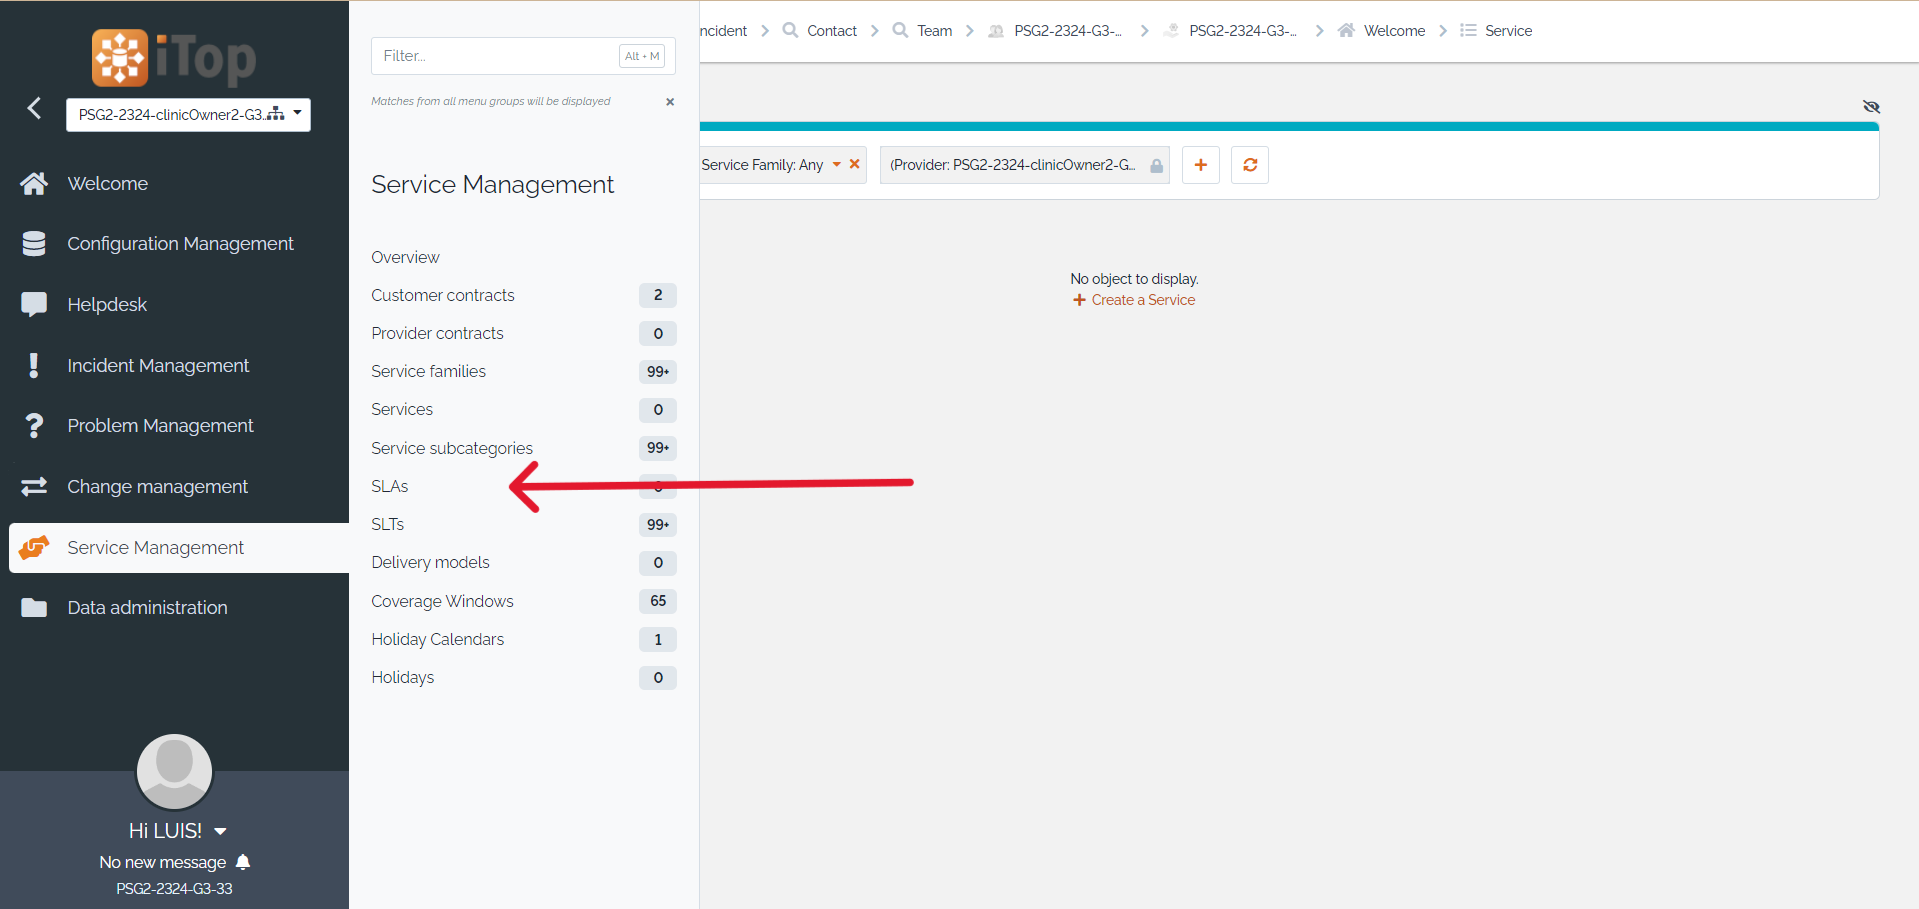 iTop
PSG2-2324-clinicOwner2-G3...
Welcome
Configuration Management
Helpdesk
Incident Management
Problem Management
Change management
Service Management
Data administration
Hi LUIS!
No new message
PSG2-2324-G3-33
Filter...
Alt + M
Matches from all menu groups will be displayed
Service Management
Overview
Customer contracts 2
Provider contracts 0
Service families 99+
Services 0
Service subcategories 99+
SLAs
SLTs 99+
Delivery models 0
Coverage Windows 65
Holiday Calendars 1
Holidays 0
ncident Contact Team PSG2-2324-G3-... PSG2-2324-G3-... Welcome Service
Service Family: Any (Provider: PSG2-2324-clinicOwner2-G...
No object to display.
Create a Service